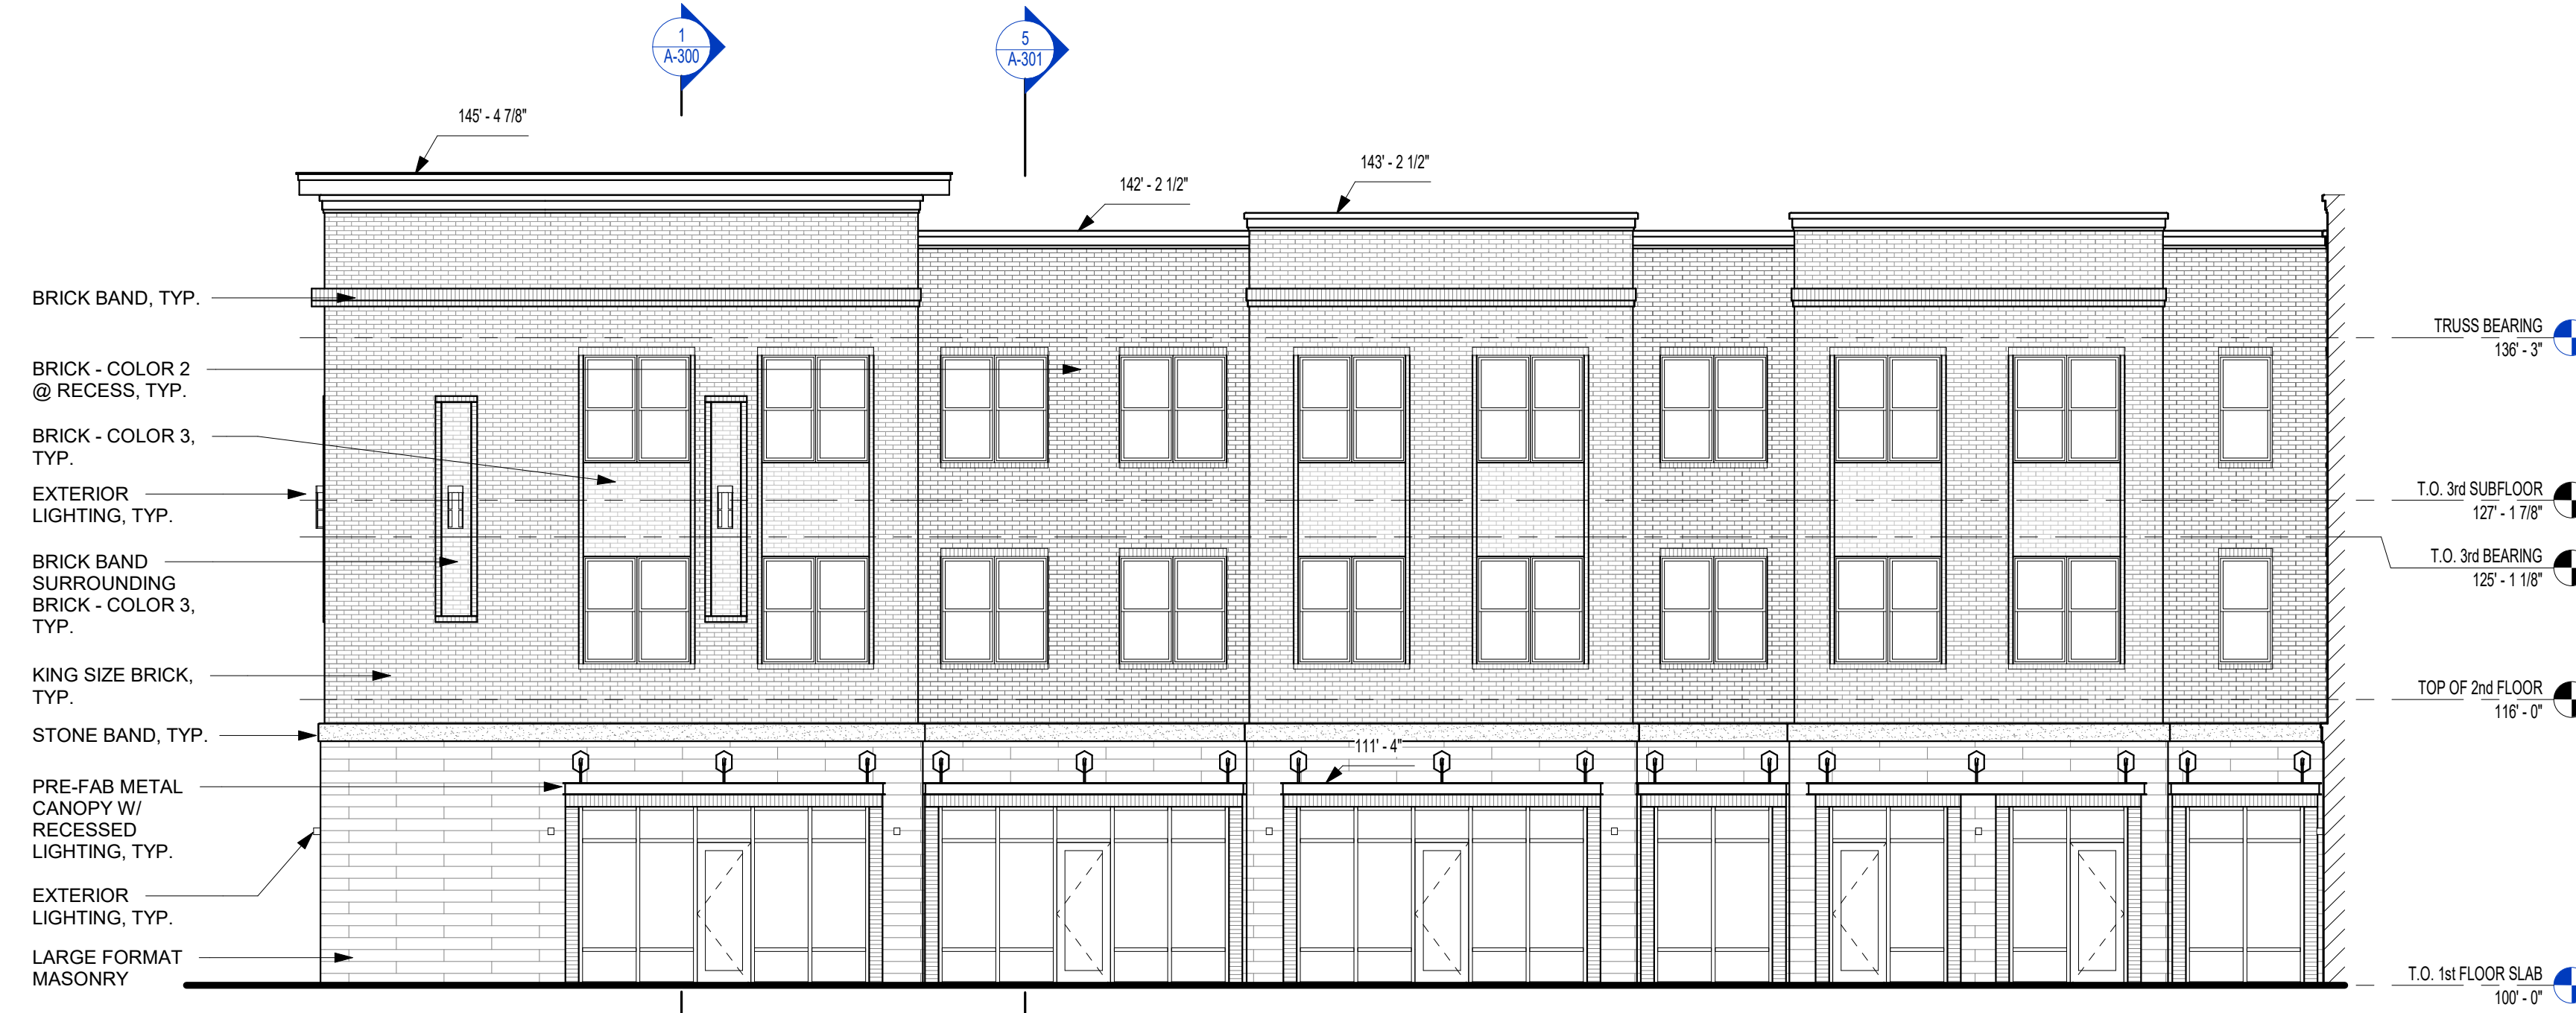 1
A-300
5
A-301
145' - 4 7/8"
142' - 2 1/2"
143' - 2 1/2"
BRICK BAND, TYP.
BRICK - COLOR 2
@ RECESS, TYP.
BRICK - COLOR 3,
TYP.
EXTERIOR
LIGHTING, TYP.
BRICK BAND
SURROUNDING
BRICK - COLOR 3,
TYP.
KING SIZE BRICK,
TYP.
STONE BAND, TYP.
PRE-FAB METAL
CANOPY W/
RECESSED
LIGHTING, TYP.
EXTERIOR
LIGHTING, TYP.
LARGE FORMAT
MASONRY
111' - 4"
TRUSS BEARING
136' - 3"
T.O. 3rd SUBFLOOR
127' - 1 7/8"
T.O. 3rd BEARING
125' - 1 1/8"
TOP OF 2nd FLOOR
116' - 0"
T.O. 1st FLOOR SLAB
100' - 0"